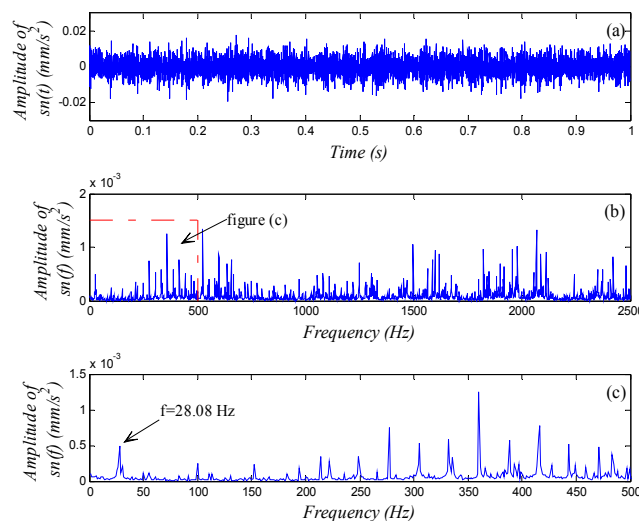 (a)
Amplitude of
sn(t) (mm/s²)
0.02
0
-0.02
0 0.1 0.2 0.3 0.4 0.5 0.6 0.7 0.8 0.9 1
Time (s)
x 10⁻³
(b)
Amplitude of
sn(f) (mm/s²)
2
1
0
figure (c)
0 500 1000 1500 2000 2500
Frequency (Hz)
x 10⁻³
(c)
Amplitude of
sn(f) (mm/s²)
1.5
1
0.5
0
f=28.08 Hz
0 50 100 150 200 250 300 350 400 450 500
Frequency (Hz)